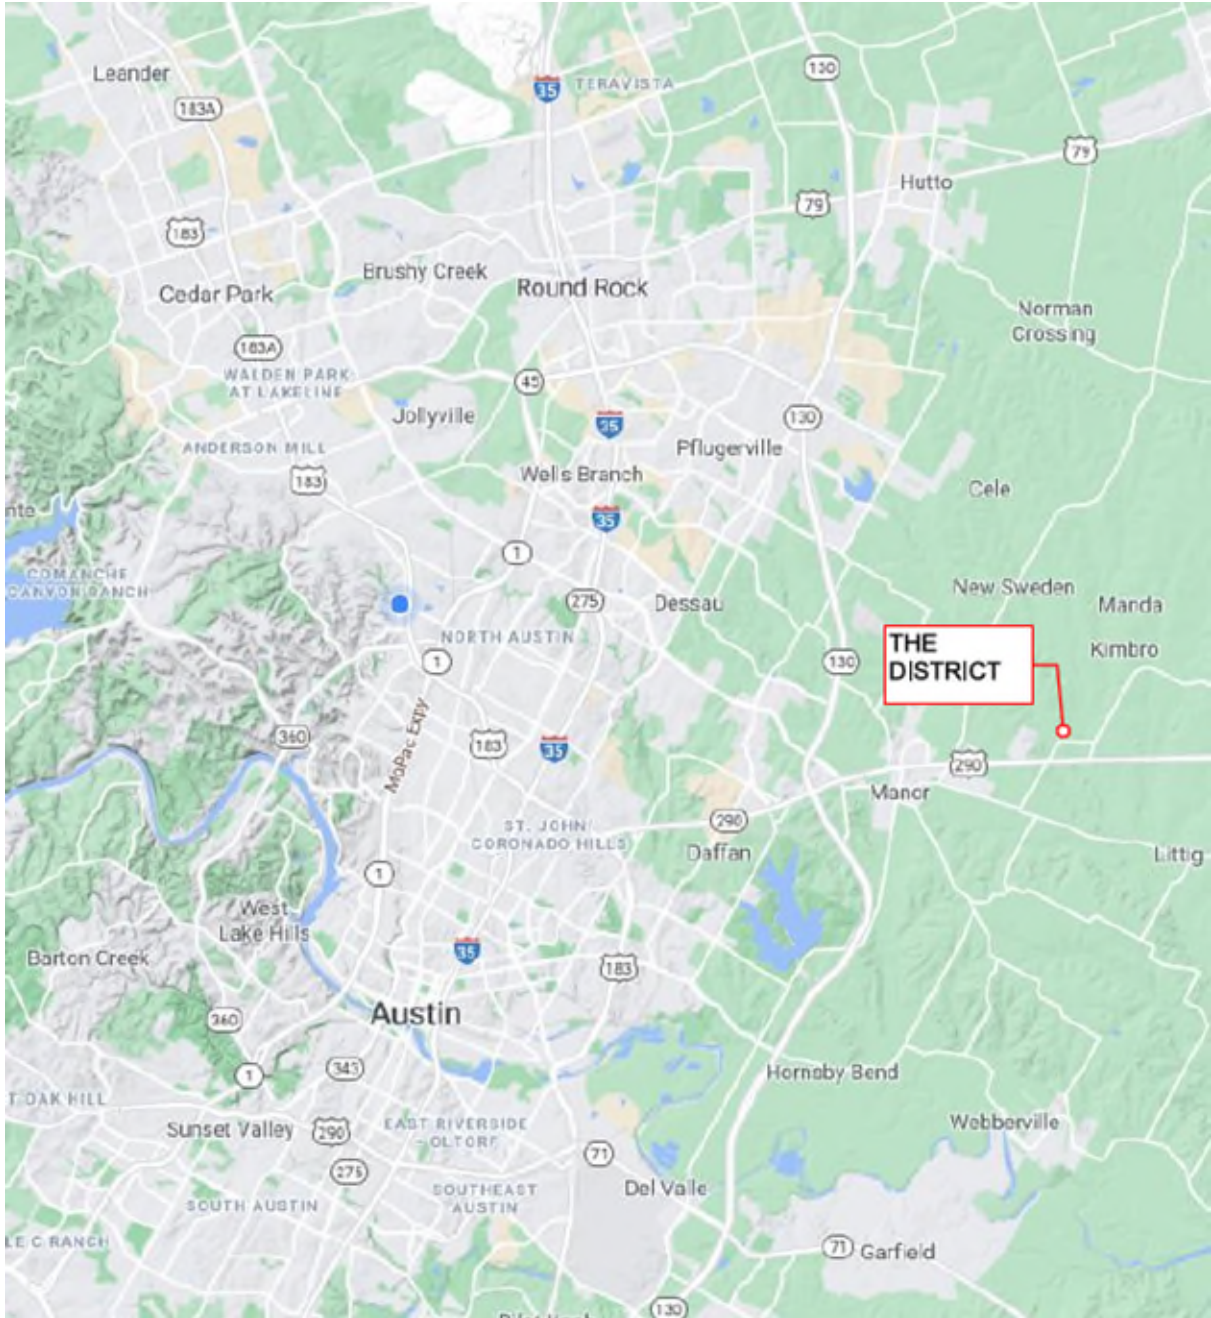 Leander
183A
35
TERAVISTA
130
79
Hutto
79
183
Brushy Creek
Round Rock
Cedar Park
Norman
Crossing
183A
WALDEN PARK
AT LAKELINE
45
Jollyville
35
130
Pflugerville
ANDERSON MILL
Wells Branch
183
Cele
35
1
COMANCHE
CANYON RANCH
275
Dessau
New Sweden
Manda
NORTH AUSTIN
THE
DISTRICT
Kimbro
1
130
MoPac Expy
360
183
35
290
Manor
290
ST. JOHN/
CORONADO HILLS
Daffan
Littig
1
West
Lake Hills
35
Barton Creek
183
Austin
360
343
1
Hornsby Bend
T OAK HILL
Sunset Valley
290
EAST RIVERSIDE
- OLTORF
Webberville
71
275
Del Valle
SOUTH AUSTIN
SOUTHEAST
AUSTIN
LE C RANCH
71
Garfield
130